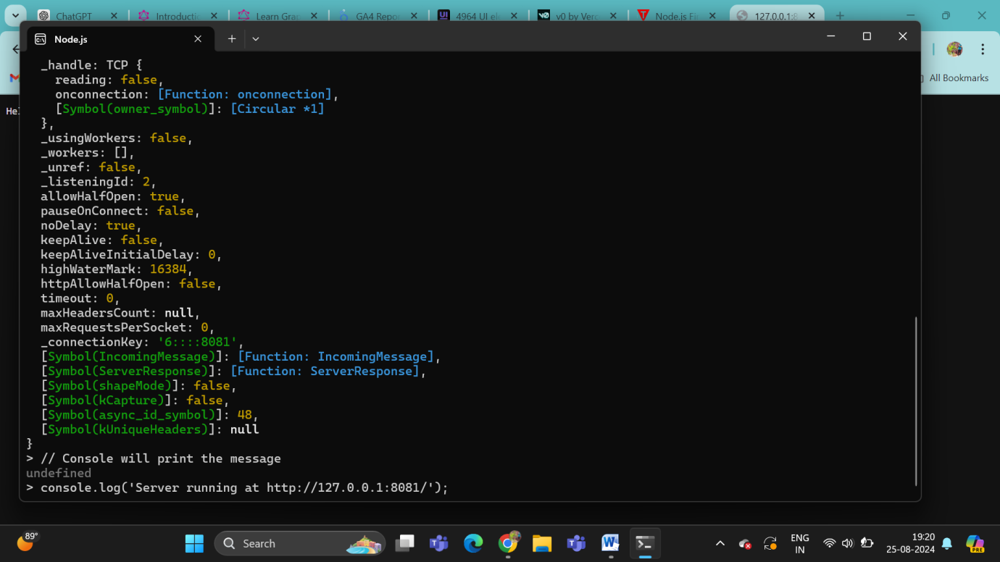 ChatGPT
Introductio
Learn Grap
GA4 Repor
UI
4964 UI el
v0 by Verc
Node.js Fi
127.0.0.1:8
Node.js
All Bookmarks
Hel
_handle: TCP {
reading: false,
onconnection: [Function: onconnection],
[Symbol(owner_symbol)]: [Circular *1]
},
_usingWorkers: false,
_workers: [],
_unref: false,
_listeningId: 2,
allowHalfOpen: true,
pauseOnConnect: false,
noDelay: true,
keepAlive: false,
keepAliveInitialDelay: 0,
highWaterMark: 16384,
httpAllowHalfOpen: false,
timeout: 0,
maxHeadersCount: null,
maxRequestsPerSocket: 0,
_connectionKey: '6::::8081',
[Symbol(IncomingMessage)]: [Function: IncomingMessage],
[Symbol(ServerResponse)]: [Function: ServerResponse],
[Symbol(shapeMode)]: false,
[Symbol(kCapture)]: false,
[Symbol(async_id_symbol)]: 48,
[Symbol(kUniqueHeaders)]: null
}
> // Console will print the message
undefined
> console.log('Server running at http://127.0.0.1:8081/');
89°
Search
ENG
IN
19:20
25-08-2024
PRE